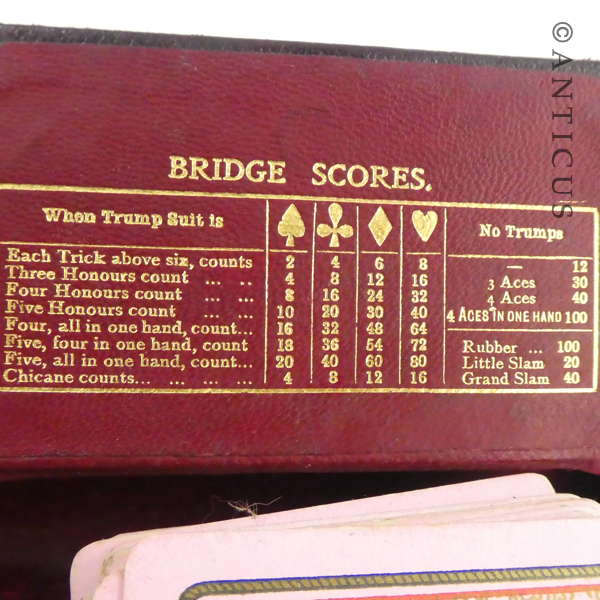 BRIDGE SCORES.
When Trump Suit is No Trumps
Each Trick above six, counts 2 4 6 8 — 12
Three Honours count ... .. 4 8 12 16 3 Aces 30
Four Honours count ... 8 16 24 32 4 Aces 40
Five Honours count ... 10 20 30 40 4 ACES IN ONE HAND 100
Four, all in one hand, count... 16 32 48 64
Five, four in one hand, count 18 36 54 72 Rubber ... 100
Five, all in one hand, count... 20 40 60 80 Little Slam 20
Chicane counts... ... ... ... 4 8 12 16 Grand Slam 40
© ANTICUS